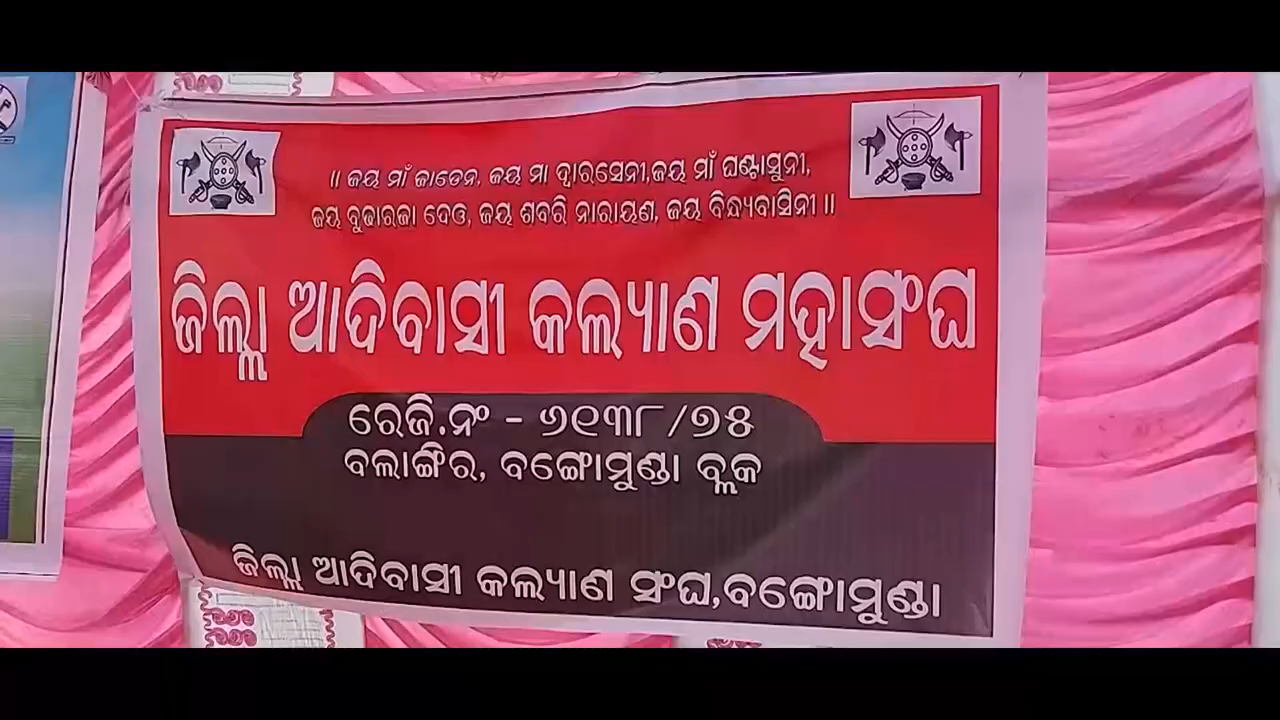 ॥ ଜୟ ମାଁ ଜାତେନ, ଜୟ ମା ଦ୍ଵାରସେନୀ,ଜୟ ମାଁ ଘଣ୍ଟାସୁନୀ,
ଜୟ ବୁଢାରଜା ଦେଓ, ଜୟ ଶବରି ନାରାୟଣ, ଜୟ ବିନ୍ଧ୍ୟବାସିନୀ ॥
ଜିଲ୍ଲା ଆଦିବାସୀ କଲ୍ୟାଣ ମହାସଂଘ
ରେଜି.ନଂ - ୬୧୩୮/୭୫
ବଲାଙ୍ଗିର, ବଙ୍ଗୋମୁଣ୍ଡା ବ୍ଲକ
ଜିଲ୍ଲା ଆଦିବାସୀ କଲ୍ୟାଣ ସଂଘ,ବଙ୍ଗୋମୁଣ୍ଡା